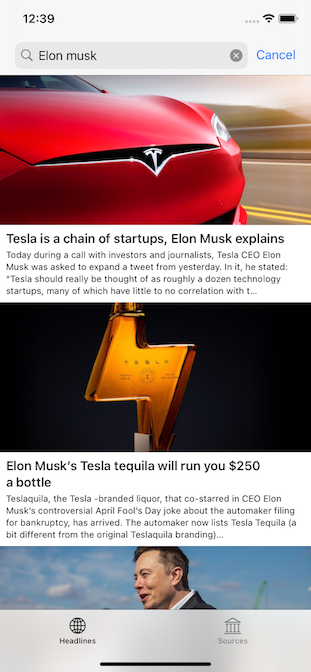 12:39
Elon musk
Cancel
Tesla is a chain of startups, Elon Musk explains
Today during a call with investors and journalists, Tesla CEO Elon
Musk was asked to expand a tweet from yesterday. In it, he stated:
“Tesla should really be thought of as roughly a dozen technology
startups, many of which have little to no correlation with t...
TESLA
Elon Musk’s Tesla tequila will run you $250
a bottle
Teslaquila, the Tesla -branded liquor, that co-starred in CEO Elon
Musk’s controversial April Fool’s Day joke about the automaker filing
for bankruptcy, has arrived. The automaker now lists Tesla Tequila (a
bit different from the original Teslaquila branding)...
Headlines
Sources